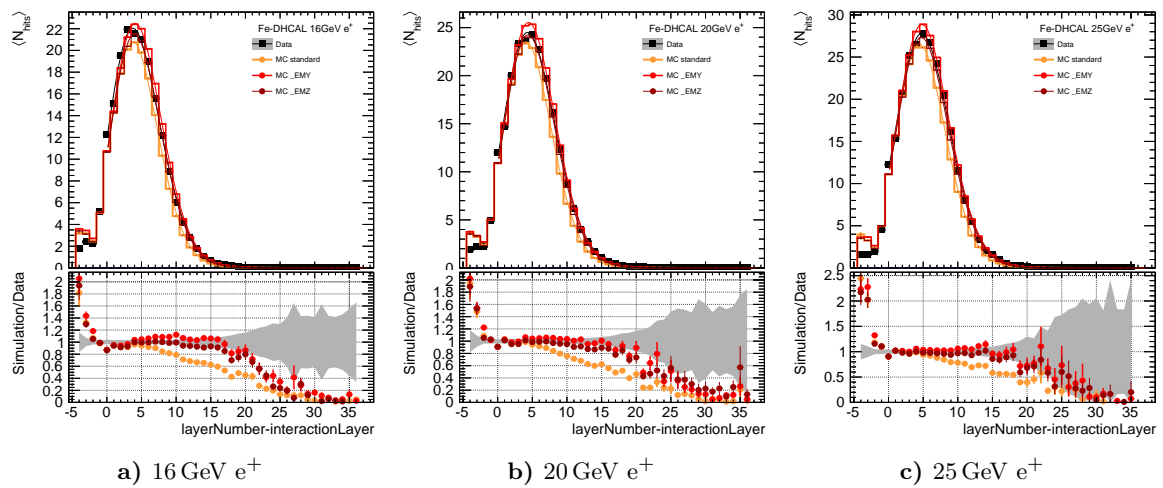 ⟨N_hits⟩
22
20
18
16
14
12
10
8
6
4
2
0
Fe-DHCAL 16GeV e⁺
Data
MC standard
MC _EMY
MC _EMZ
Simulation/Data
2
1.8
1.6
1.4
1.2
1
0.8
0.6
0.4
0.2
0
-5 0 5 10 15 20 25 30 35
layerNumber-interactionLayer
a) 16 GeV e⁺
⟨N_hits⟩
25
20
15
10
5
0
Fe-DHCAL 20GeV e⁺
Data
MC standard
MC _EMY
MC _EMZ
Simulation/Data
2
1.8
1.6
1.4
1.2
1
0.8
0.6
0.4
0.2
0
-5 0 5 10 15 20 25 30 35
layerNumber-interactionLayer
b) 20 GeV e⁺
⟨N_hits⟩
30
25
20
15
10
5
0
Fe-DHCAL 25GeV e⁺
Data
MC standard
MC _EMY
MC _EMZ
Simulation/Data
2.5
2
1.5
1
0.5
0
-5 0 5 10 15 20 25 30 35
layerNumber-interactionLayer
c) 25 GeV e⁺